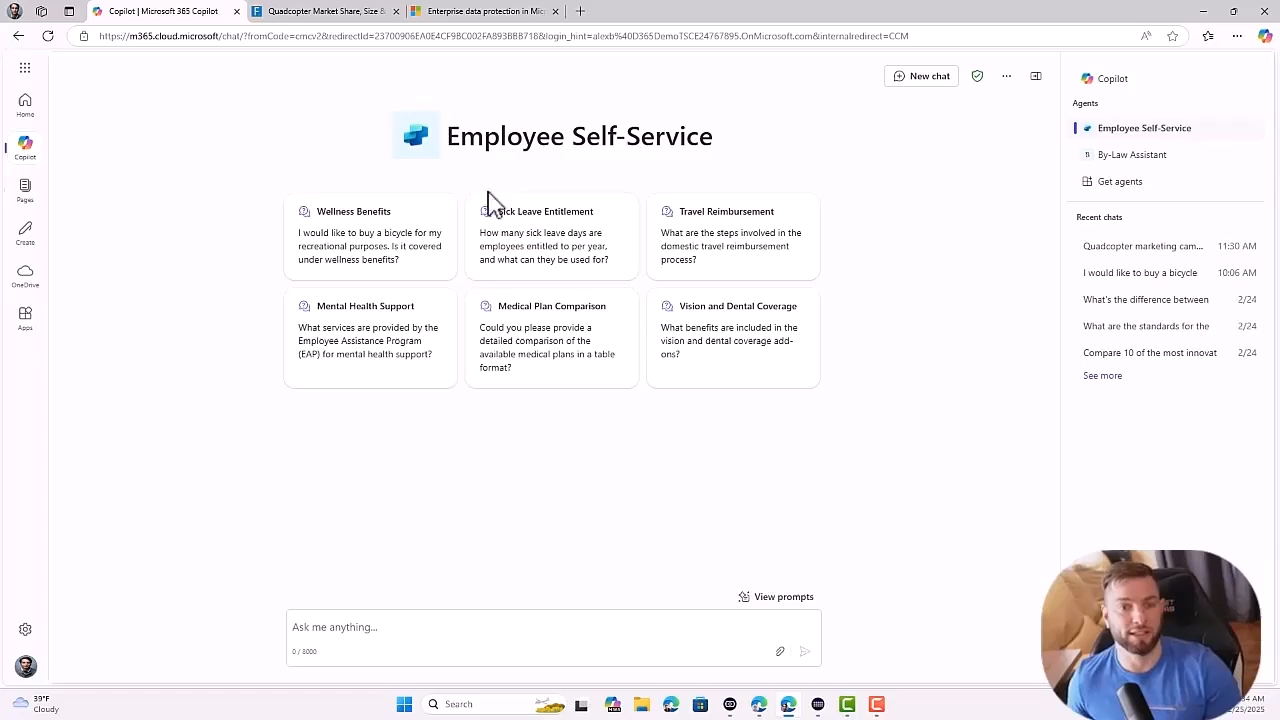 Copilot | Microsoft 365 Copilot
Quadcopter Market Share, Size &
Enterprise data protection in Micr
https://m365.cloud.microsoft/chat/?fromCode=cmcv2&redirectId=23700906EA0E4CF9BC002FA893BBB718&login_hint=alexb%40D365DemoTSCE24767895.OnMicrosoft.com&internalredirect=CCM
Home
Copilot
Pages
Create
OneDrive
Apps
New chat
Employee Self-Service
Wellness Benefits
I would like to buy a bicycle for my
recreational purposes. Is it covered
under wellness benefits?
Sick Leave Entitlement
How many sick leave days are
employees entitled to per year,
and what can they be used for?
Travel Reimbursement
What are the steps involved in the
domestic travel reimbursement
process?
Mental Health Support
What services are provided by the
Employee Assistance Program
(EAP) for mental health support?
Medical Plan Comparison
Could you please provide a
detailed comparison of the
available medical plans in a table
format?
Vision and Dental Coverage
What benefits are included in the
vision and dental coverage add-
ons?
View prompts
Ask me anything...
0 / 8000
Copilot
Agents
Employee Self-Service
By-Law Assistant
Get agents
Recent chats
Quadcopter marketing cam... 11:30 AM
I would like to buy a bicycle 10:06 AM
What's the difference between 2/24
What are the standards for the 2/24
Compare 10 of the most innovat 2/24
See more
39°F
Cloudy
Search